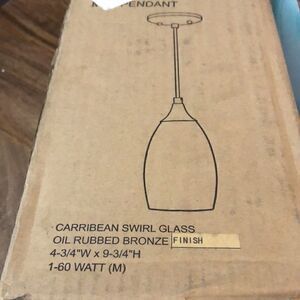 PENDANT
CARRIBEAN SWIRL GLASS
OIL RUBBED BRONZE FINISH
4-3/4"W x 9-3/4"H
1-60 WATT (M)